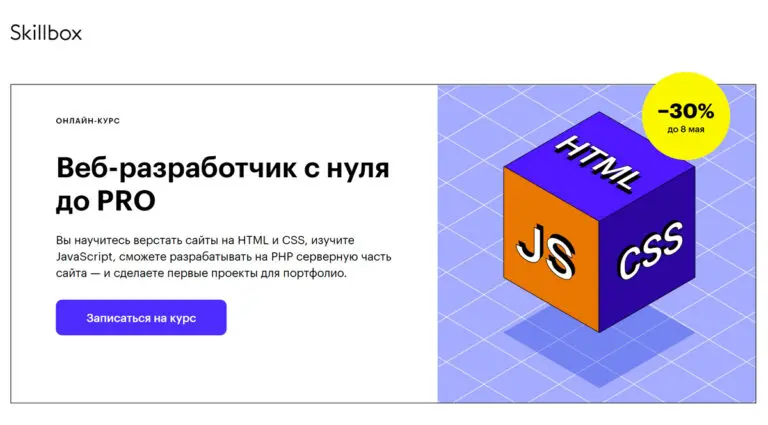 Skillbox
ОНЛАЙН-КУРС
Веб-разработчик с нуля
до PRO
Вы научитесь верстать сайты на HTML и CSS, изучите
JavaScript, сможете разрабатывать на PHP серверную часть
сайта — и сделаете первые проекты для портфолио.
Записаться на курс
−30%
до 8 мая
HTML
JS
CSS